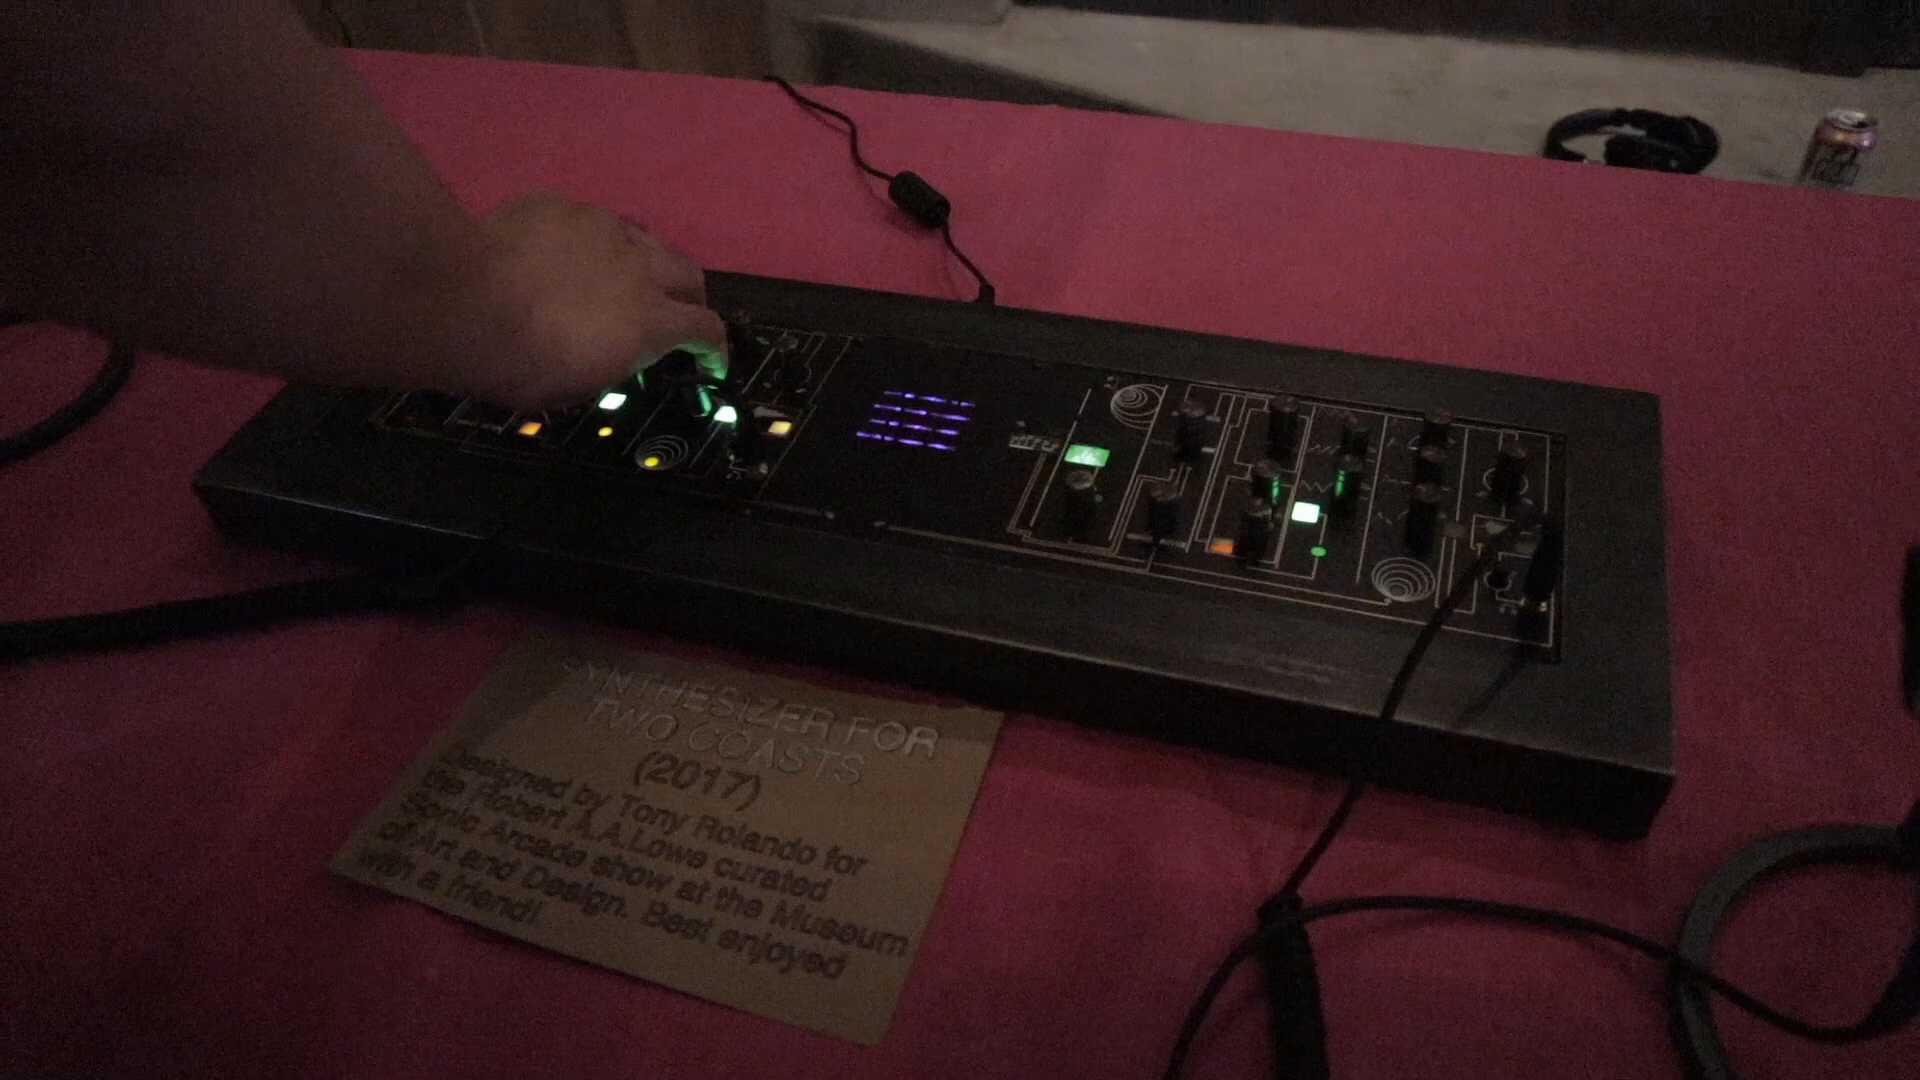 SYNTHESIZER FOR
TWO COASTS
(2017)
Designed by Tony Rolando for
the Robert A.A.Lowe curated
Sonic Arcade show at the Museum
of Art and Design. Best enjoyed
with a friend!